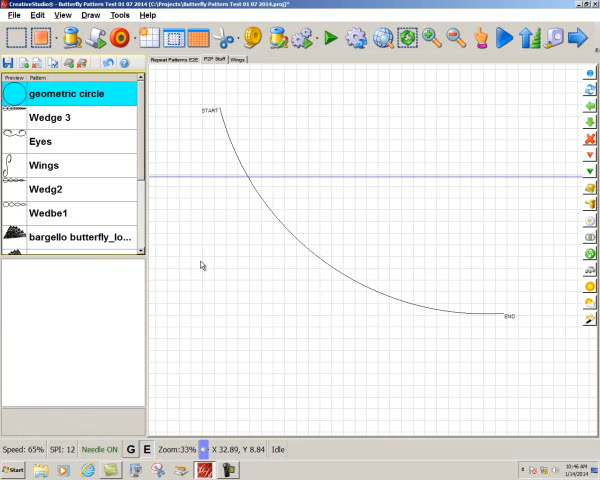 CreativeStudio® - Butterfly Pattern Test 01 07 2014 (C:\Projects\Butterfly Pattern Test 01 07 2014.proj)*
File Edit View Draw Tools Help
Repeat Patterns E2E P2P Stuff Wings
Preview Pattern
geometric circle
Wedge 3
Eyes
Wings
Wedg2
Wedbe1
bargello butterfly_lo...
START
END
Speed: 65% SPI: 12 Needle ON G E Zoom:33% X 32.89, Y 8.84 Idle
Start
10:46 AM
1/14/2014